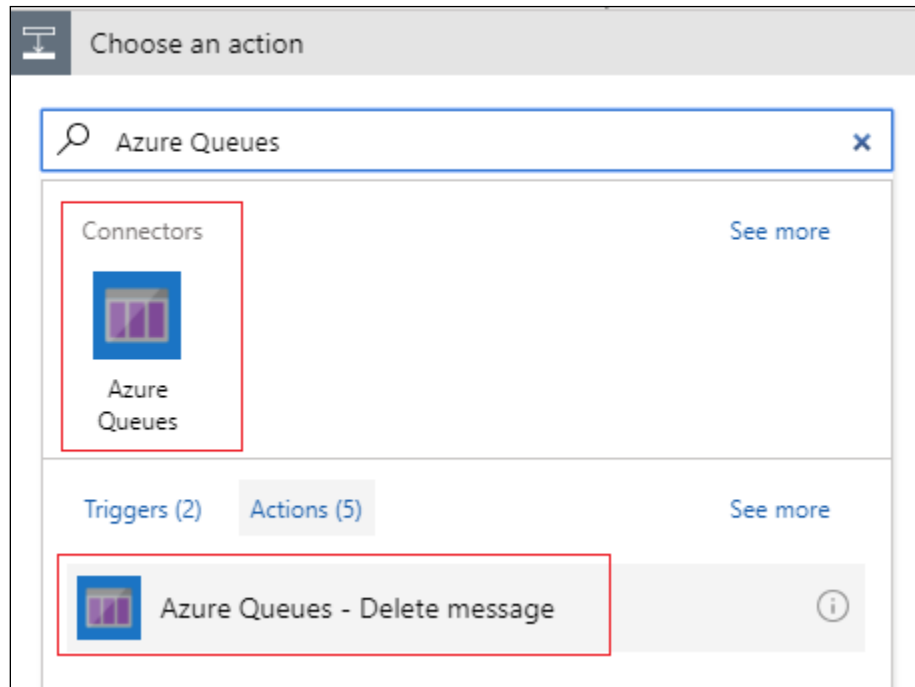 Choose an action
Azure Queues
Connectors
See more
Azure
Queues
Triggers (2)
Actions (5)
See more
Azure Queues - Delete message